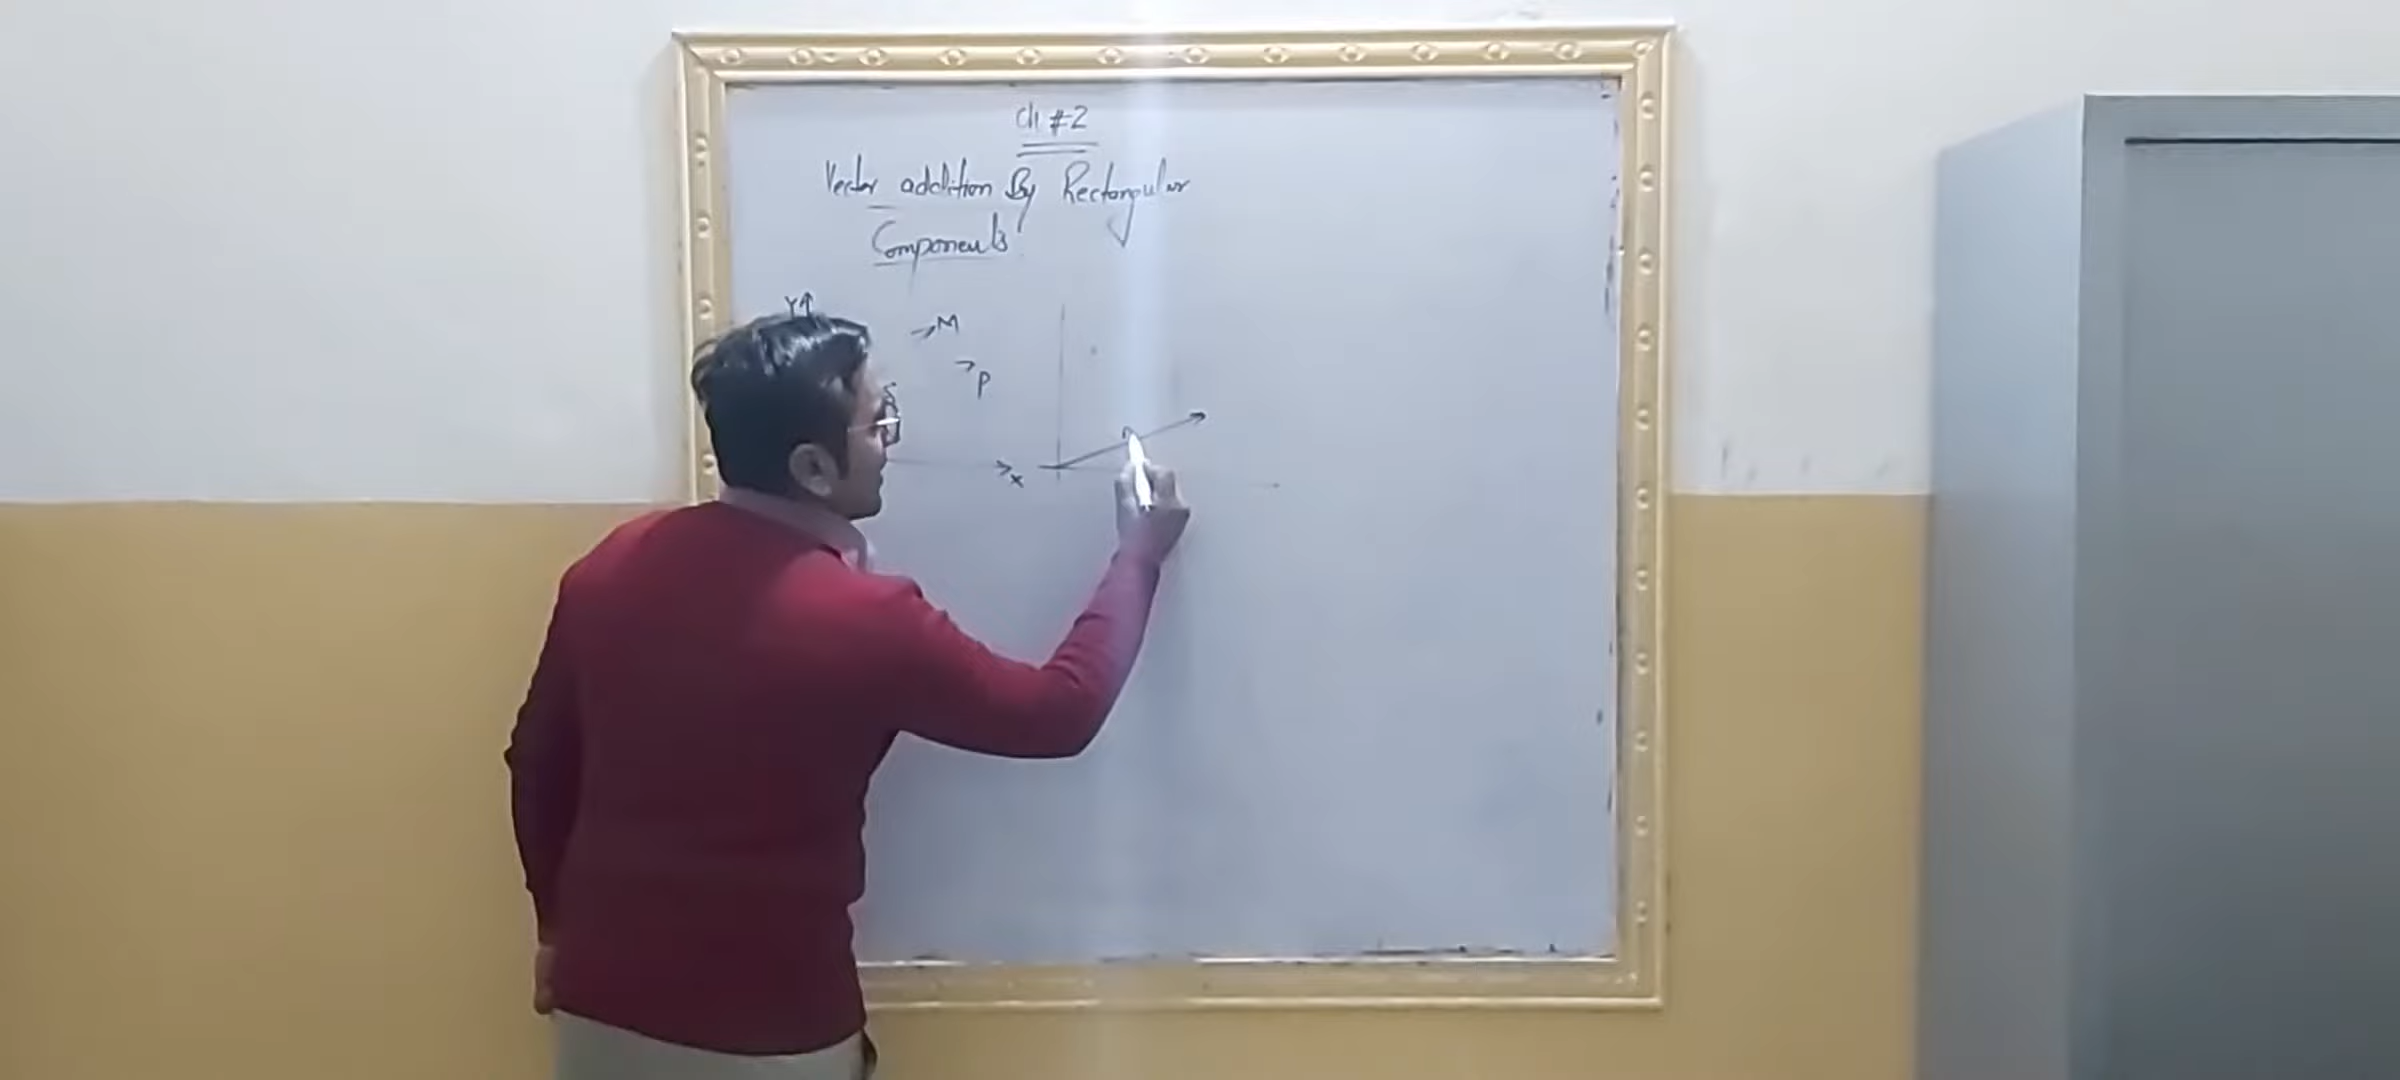 Ch #2
Vector addition By Rectangular
Components
Y
M
P
X